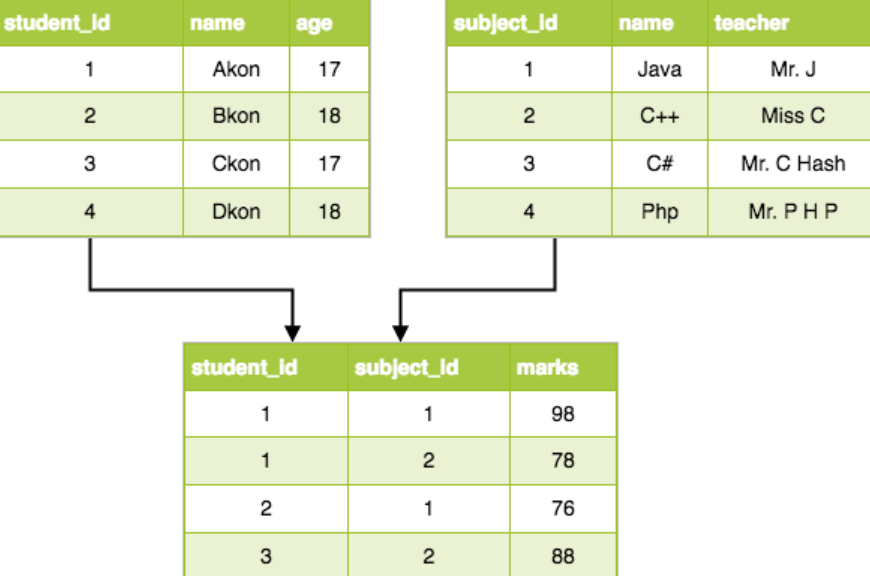 student_id name age
1 Akon 17
2 Bkon 18
3 Ckon 17
4 Dkon 18
subject_id name teacher
1 Java Mr. J
2 C++ Miss C
3 C# Mr. C Hash
4 Php Mr. P H P
student_id subject_id marks
1 1 98
1 2 78
2 1 76
3 2 88